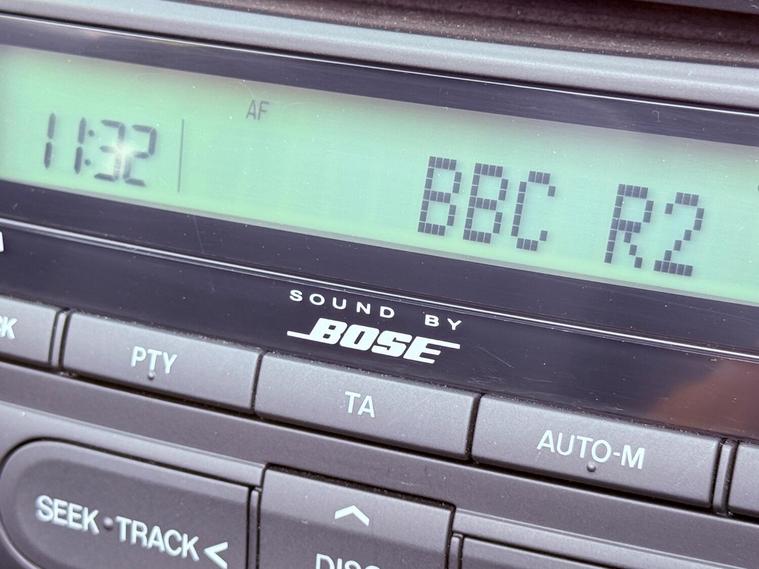 AF
11:32
BBC R2
SOUND BY
BOSE
PTY
TA
AUTO-M
SEEK·TRACK <